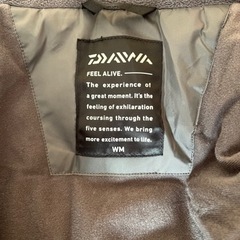 DAIWA
FEEL ALIVE.
The experience of
a great moment. It's the
feeling of exhilaration
coursing through the
five senses. We bring
more excitement to life.
WM